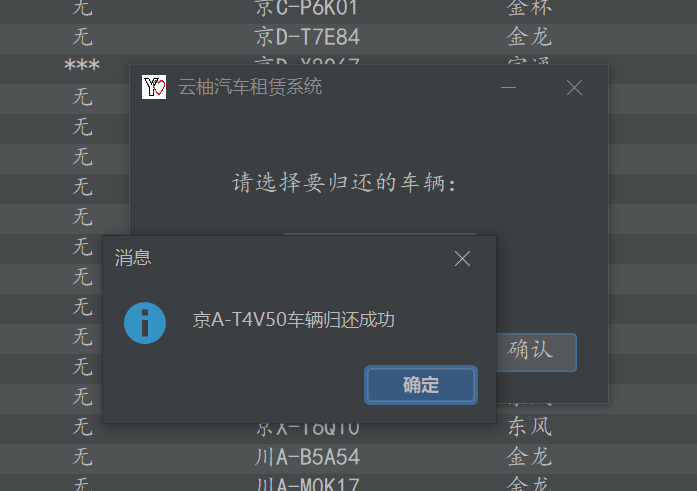 无 京C-P6K01 金杯
无 京D-T7E84 金龙
***
云柚汽车租赁系统
无
无
无
请选择要归还的车辆：
无
无
无
消息
无
无
京A-T4V50车辆归还成功
无
确认
无
确定
无
无 京X-T6Q10 东风
无 川A-B5A54 金龙
无 川A-M0K17 金龙